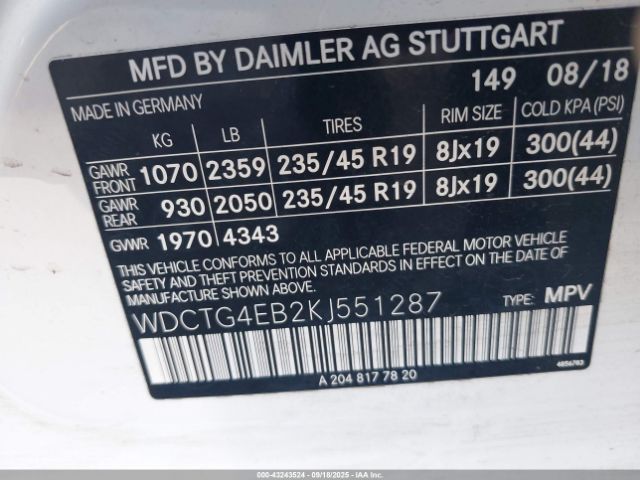 MFD BY DAIMLER AG STUTTGART
149 08/18
MADE IN GERMANY
KG LB TIRES RIM SIZE COLD KPA(PSI)
GAWR FRONT 1070 2359 235/45 R19 8Jx19 300(44)
GAWR REAR 930 2050 235/45 R19 8Jx19 300(44)
GVWR 1970 4343
THIS VEHICLE CONFORMS TO ALL APPLICABLE FEDERAL MOTOR VEHICLE
SAFETY AND THEFT PREVENTION STANDARDS IN EFFECT ON THE DATE OF
MANUFACTURE SHOWN ABOVE.
WDCTG4EB2KJ551287 TYPE: MPV
A 204 817 78 20
000-43243524 - 09/18/2025 - IAAI.COM